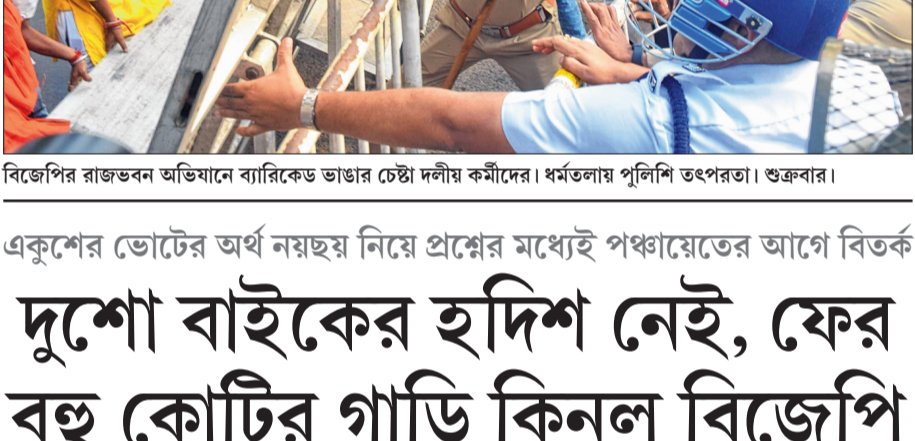 বিজেপির রাজভবন অভিযানে ব্যারিকেড ভাঙার চেষ্টা দলীয় কর্মীদের। ধর্মতলায় পুলিশি তৎপরতা। শুক্রবার।
একুশের ভোটের অর্থ নয়ছয় নিয়ে প্রশ্নের মধ্যেই পঞ্চায়েতের আগে বিতর্ক
দুশো বাইকের হদিশ নেই, ফের
বহু কোটির গাড়ি কিনল বিজেপি